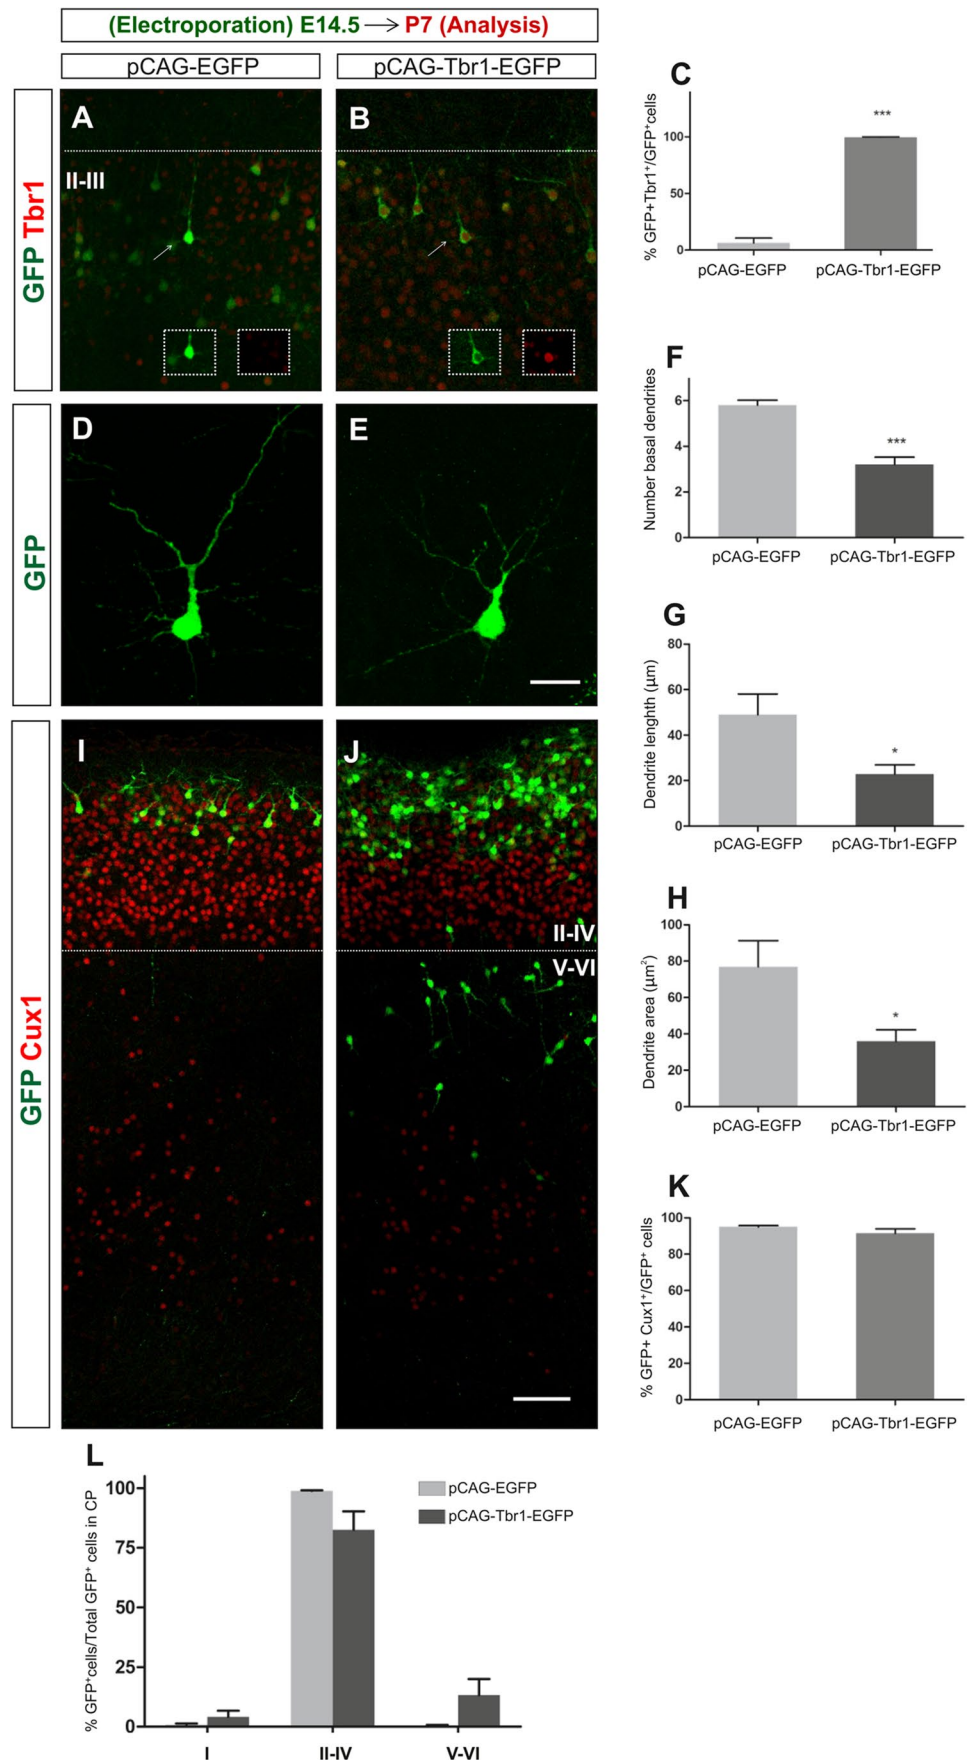 (Electroporation) E14.5 → P7 (Analysis)
pCAG-EGFP
pCAG-Tbr1-EGFP
GFP Tbr1
A
II-III
B
C
% GFP+Tbr1+/GFP+cells
100
50
0
pCAG-EGFP
pCAG-Tbr1-EGFP
***
GFP
D
E
F
Number basal dendrites
6
4
2
0
***
pCAG-EGFP
pCAG-Tbr1-EGFP
G
Dendrite lenghth (µm)
80
60
40
20
0
*
pCAG-EGFP
pCAG-Tbr1-EGFP
GFP Cux1
I
J
II-IV
V-VI
H
Dendrite area (µm²)
100
80
60
40
20
0
*
pCAG-EGFP
pCAG-Tbr1-EGFP
K
% GFP+ Cux1+/GFP+ cells
100
80
60
40
20
0
pCAG-EGFP
pCAG-Tbr1-EGFP
L
% GFP+cells/Total GFP+ cells in CP
100
75
50
25
0
pCAG-EGFP
pCAG-Tbr1-EGFP
I
II-IV
V-VI